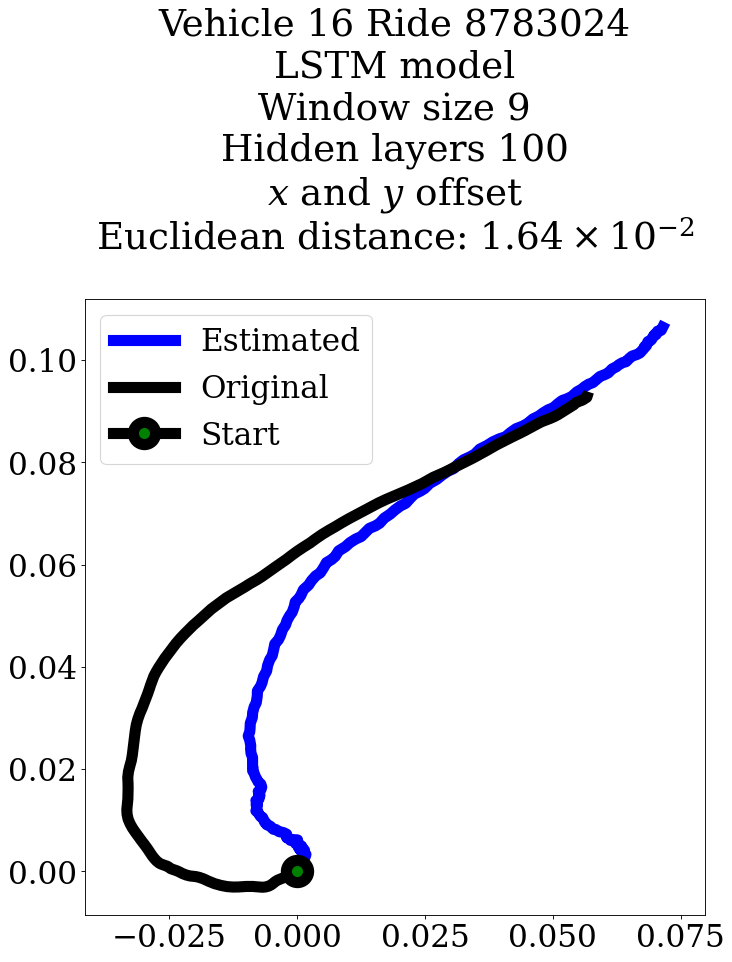 Vehicle 16 Ride 8783024
LSTM model
Window size 9
Hidden layers 100
x and y offset
Euclidean distance: 1.64 × 10⁻²
Estimated
Original
Start
0.10
0.08
0.06
0.04
0.02
0.00
−0.025 0.000 0.025 0.050 0.075